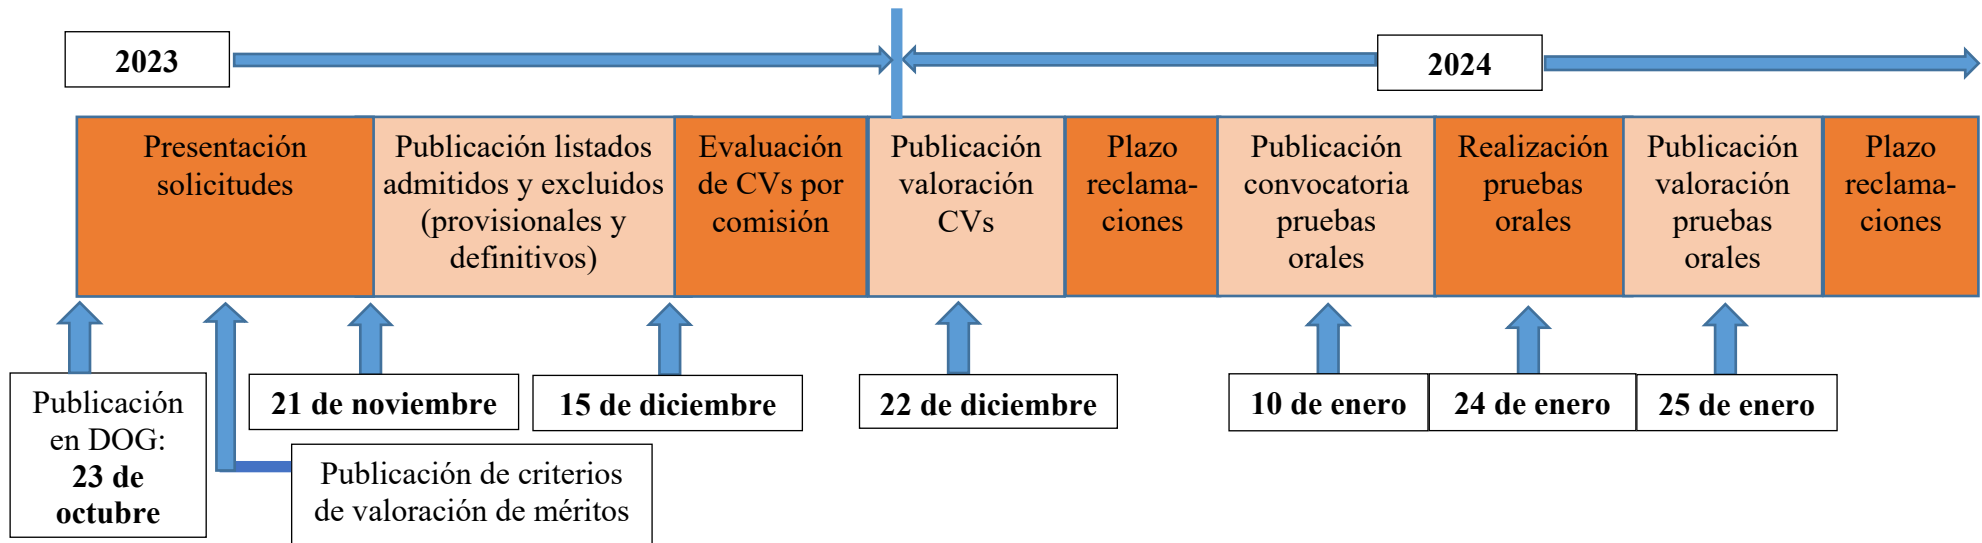 2023
2024
Presentación
solicitudes
Publicación listados
admitidos y excluidos
(provisionales y
definitivos)
Evaluación
de CVs por
comisión
Publicación
valoración
CVs
Plazo
reclama-
ciones
Publicación
convocatoria
pruebas
orales
Realización
pruebas
orales
Publicación
valoración
pruebas
orales
Plazo
reclama-
ciones
Publicación
en DOG:
23 de
octubre
21 de noviembre
15 de diciembre
22 de diciembre
10 de enero
24 de enero
25 de enero
Publicación de criterios
de valoración de méritos